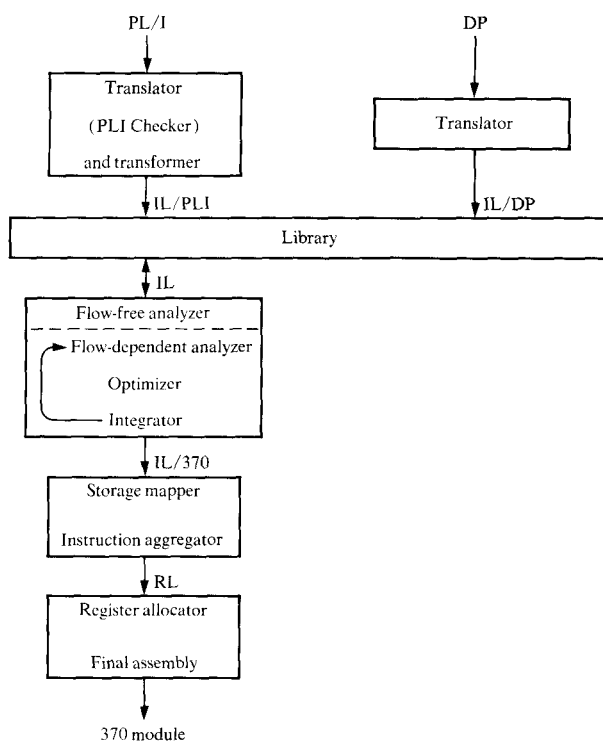 PL/I
DP
Translator
(PLI Checker)
and transformer
Translator
IL/PLI
IL/DP
Library
IL
Flow-free analyzer
Flow-dependent analyzer
Optimizer
Integrator
IL/370
Storage mapper
Instruction aggregator
RL
Register allocator
Final assembly
370 module